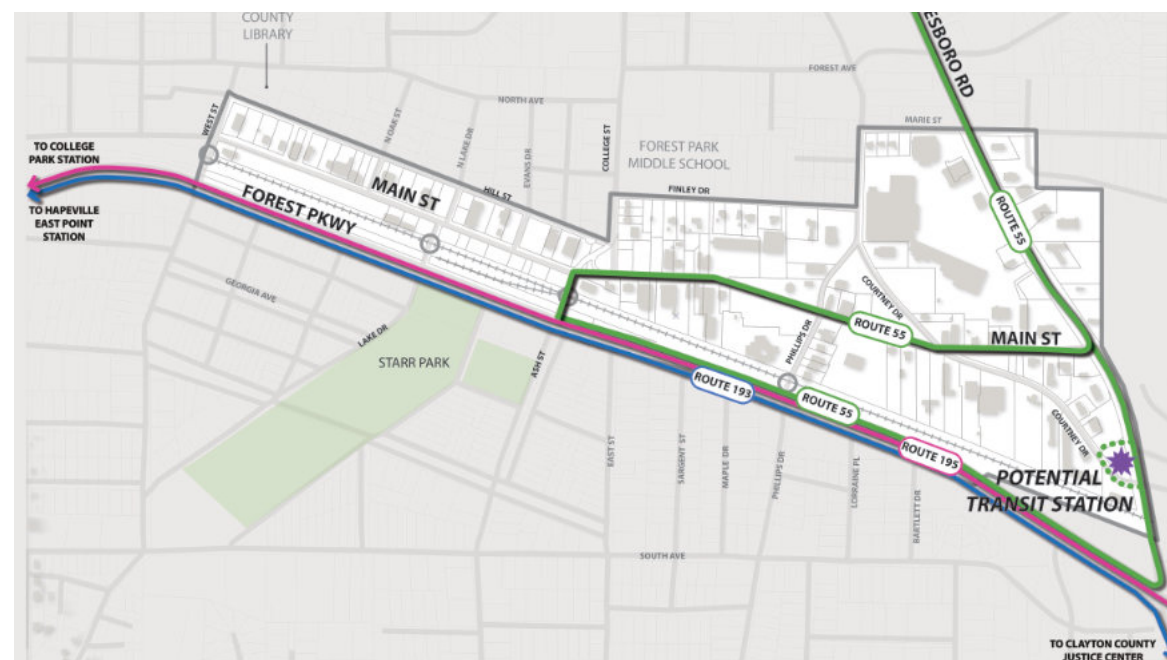 COUNTY
LIBRARY
ESBORO RD
FOREST AVE
NORTH AVE
MARIE ST
WEST ST
N OAK ST
N LAKE DR
EVANS DR
COLLEGE ST
FOREST PARK
MIDDLE SCHOOL
TO COLLEGE
PARK STATION
MAIN ST
HILL ST
FINLEY DR
FOREST PKWY
TO HAPEVILLE
EAST POINT
STATION
ROUTE 55
GEORGIA AVE
COURTNEY DR
LAKE DR
ROUTE 55
MAIN ST
PHILLIPS DR
STARR PARK
ASH ST
ROUTE 193
ROUTE 55
COURTNEY DR
ROUTE 195
EAST ST
SARGENT ST
MAPLE DR
PHILLIPS DR
LORRAINE PL
BARTLETT DR
POTENTIAL
TRANSIT STATION
SOUTH AVE
TO CLAYTON COUNTY
JUSTICE CENTER